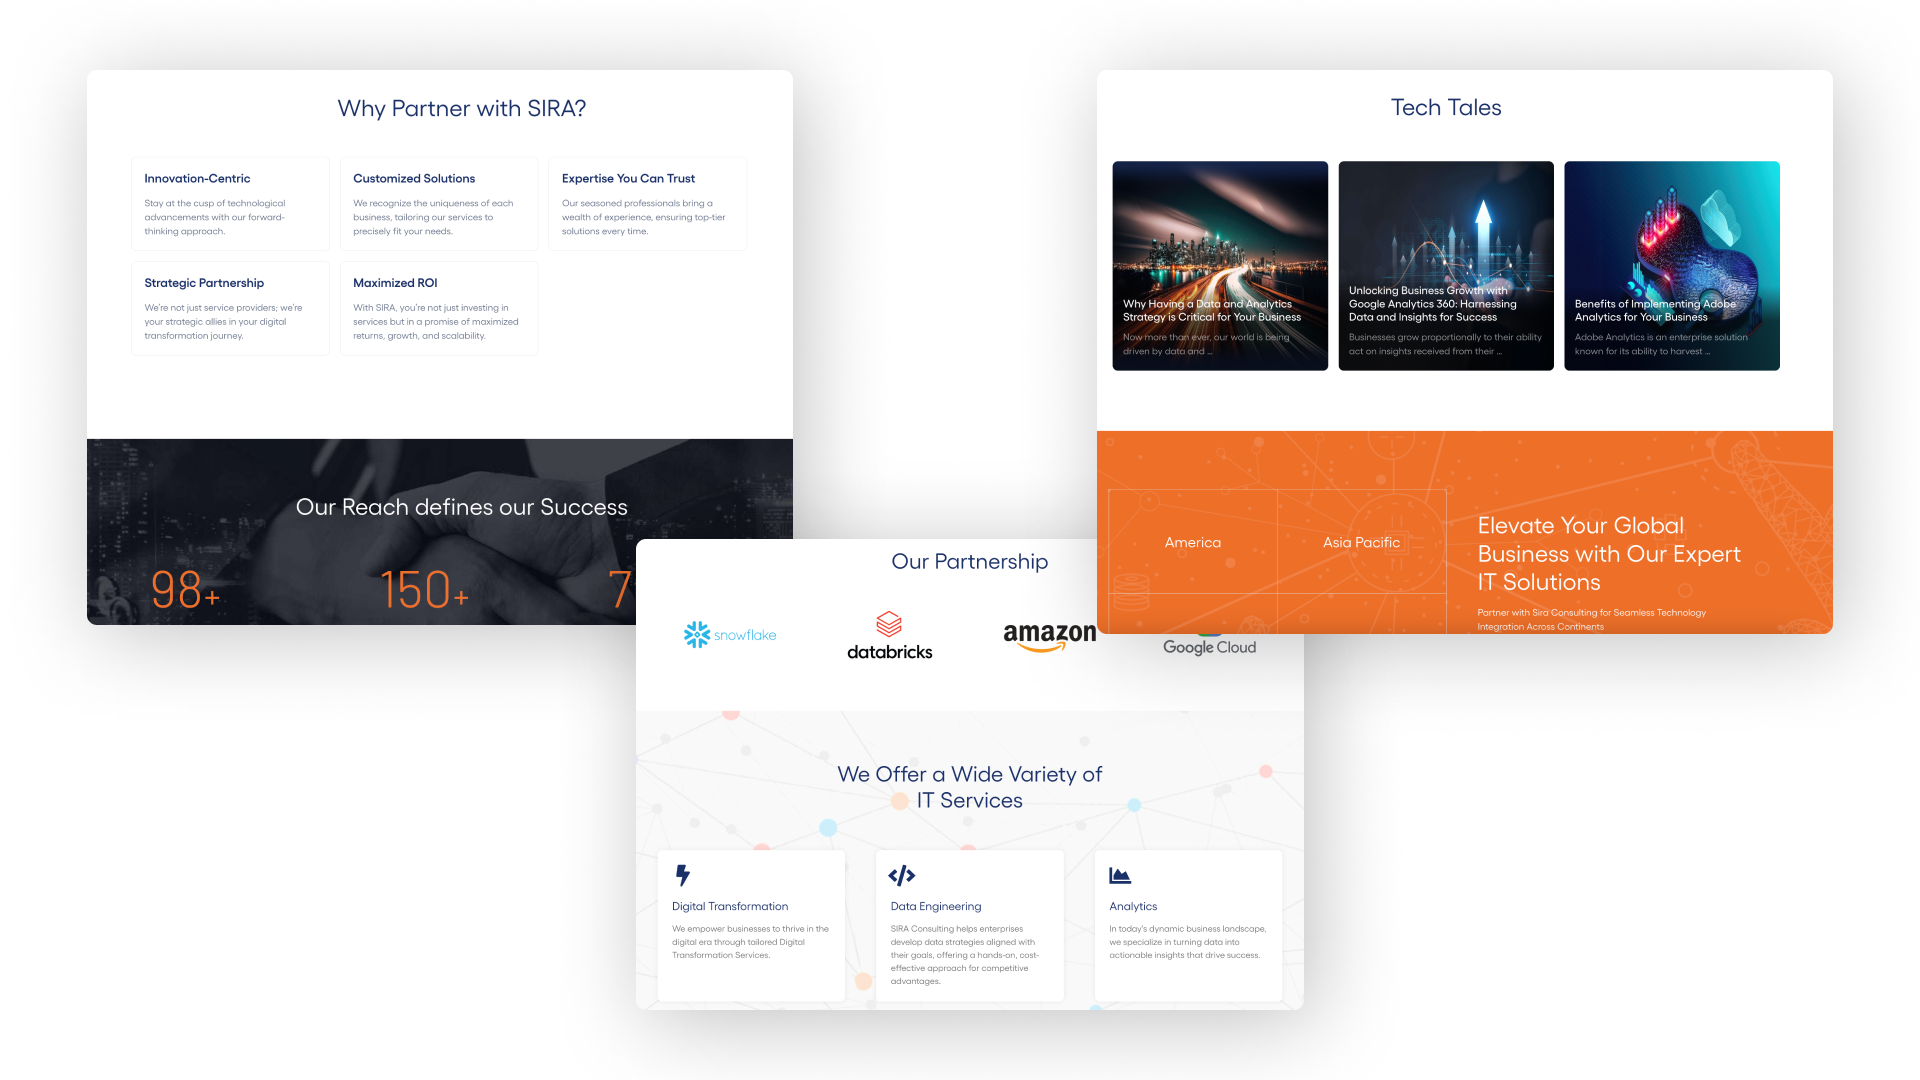 Why Partner with SIRA?
Innovation-Centric
Stay at the cusp of technological
advancements with our forward-
thinking approach.
Customized Solutions
We recognize the uniqueness of each
business, tailoring our services to
precisely fit your needs.
Expertise You Can Trust
Our seasoned professionals bring a
wealth of experience, ensuring top-tier
solutions every time.
Strategic Partnership
We're not just service providers; we're
your strategic allies in your digital
transformation journey.
Maximized ROI
With SIRA, you're not just investing in
services but in a promise of maximized
returns, growth, and scalability.
Our Reach defines our Success
98+
150+
7
Tech Tales
Why Having a Data and Analytics
Strategy is Critical for Your Business
Now more than ever, our world is being
driven by data and ...
Unlocking Business Growth with
Google Analytics 360: Harnessing
Data and Insights for Success
Businesses grow proportionally to their ability
act on insights received from their ...
Benefits of Implementing Adobe
Analytics for Your Business
Adobe Analytics is an enterprise solution
known for its ability to harvest ...
America
Asia Pacific
Elevate Your Global
Business with Our Expert
IT Solutions
Partner with Sira Consulting for Seamless Technology
Integration Across Continents
Our Partnership
snowflake
databricks
amazon
Google Cloud
We Offer a Wide Variety of
IT Services
Digital Transformation
We empower businesses to thrive in the
digital era through tailored Digital
Transformation Services.
Data Engineering
SIRA Consulting helps enterprises
develop data strategies aligned with
their goals, offering a hands-on, cost-
effective approach for competitive
advantages.
Analytics
In today's dynamic business landscape,
we specialize in turning data into
actionable insights that drive success.